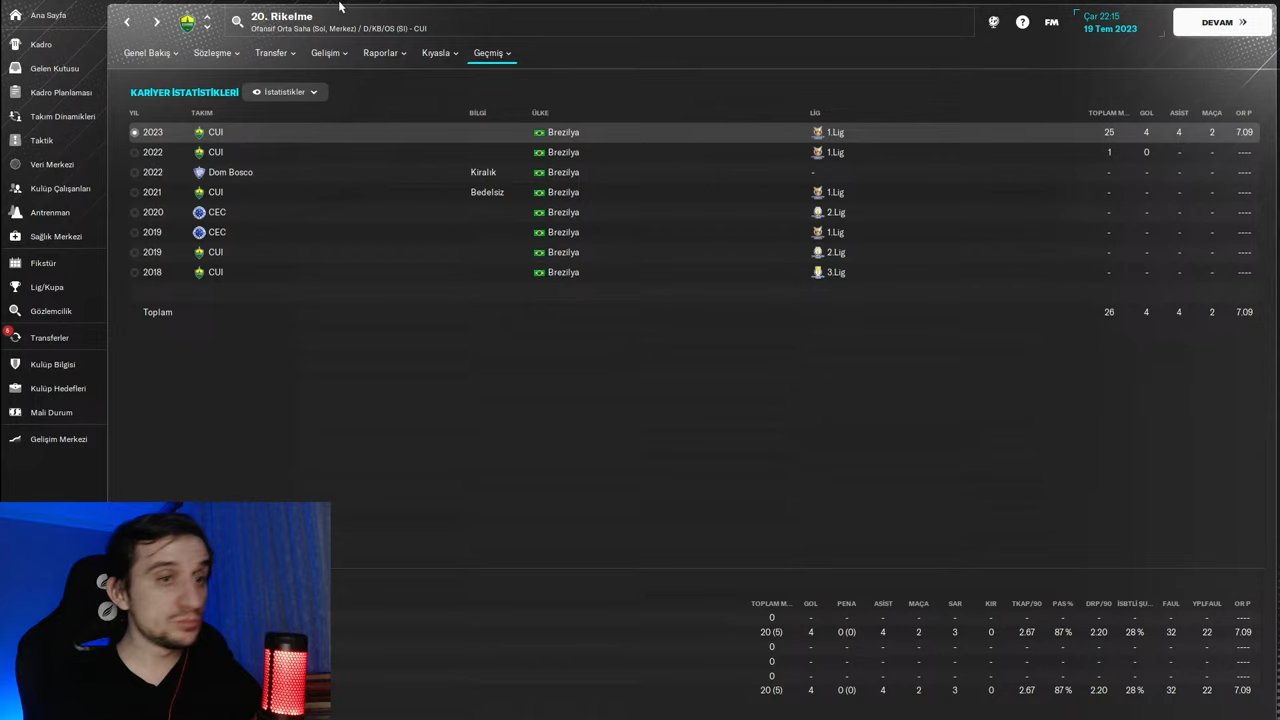 Ana Sayfa
Kadro
Gelen Kutusu
Kadro Planlaması
Takım Dinamikleri
Taktik
Veri Merkezi
Kulüp Çalışanları
Antrenman
Sağlık Merkezi
Fikstür
Lig/Kupa
Gözlemcilik
5 Transferler
Kulüp Bilgisi
Kulüp Hedefleri
Mali Durum
Gelişim Merkezi
20. Rikelme
Ofansif Orta Saha (Sol, Merkez) / D/KB/OS (Sl) - CUI
FM
Çar 22:15
19 Tem 2023
DEVAM
Genel Bakış Sözleşme Transfer Gelişim Raporlar Kıyasla Geçmiş
KARİYER İSTATİSTİKLERİ İstatistikler
YIL TAKIM BİLGİ ÜLKE LİG TOPLAM M... GOL ASİST MAÇA OR P
2023 CUI Brezilya 1.Lig 25 4 4 2 7.09
2022 CUI Brezilya 1.Lig 1 0 - - ----
2022 Dom Bosco Kiralık Brezilya - - - - - ----
2021 CUI Bedelsiz Brezilya 1.Lig - - - - ----
2020 CEC Brezilya 2.Lig - - - - ----
2019 CEC Brezilya 1.Lig - - - - ----
2019 CUI Brezilya 2.Lig - - - - ----
2018 CUI Brezilya 3.Lig - - - - ----
Toplam 26 4 4 2 7.09
TOPLAM M... GOL PENA ASİST MAÇA SAR KIR TKAP/90 PAS % DRP/90 İSBTLİ ŞU... FAUL YPLFAUL OR P
0 - - - - - - - - - - - - ----
20 (5) 4 0 (0) 4 2 3 0 2.67 87 % 2.20 28 % 32 22 7.09
0 - - - - - - - - - - - - ----
0 - - - - - - - - - - - - ----
0 - - - - - - - - - - - - ----
20 (5) 4 0 (0) 4 2 3 0 2.67 87 % 2.20 28 % 32 22 7.09